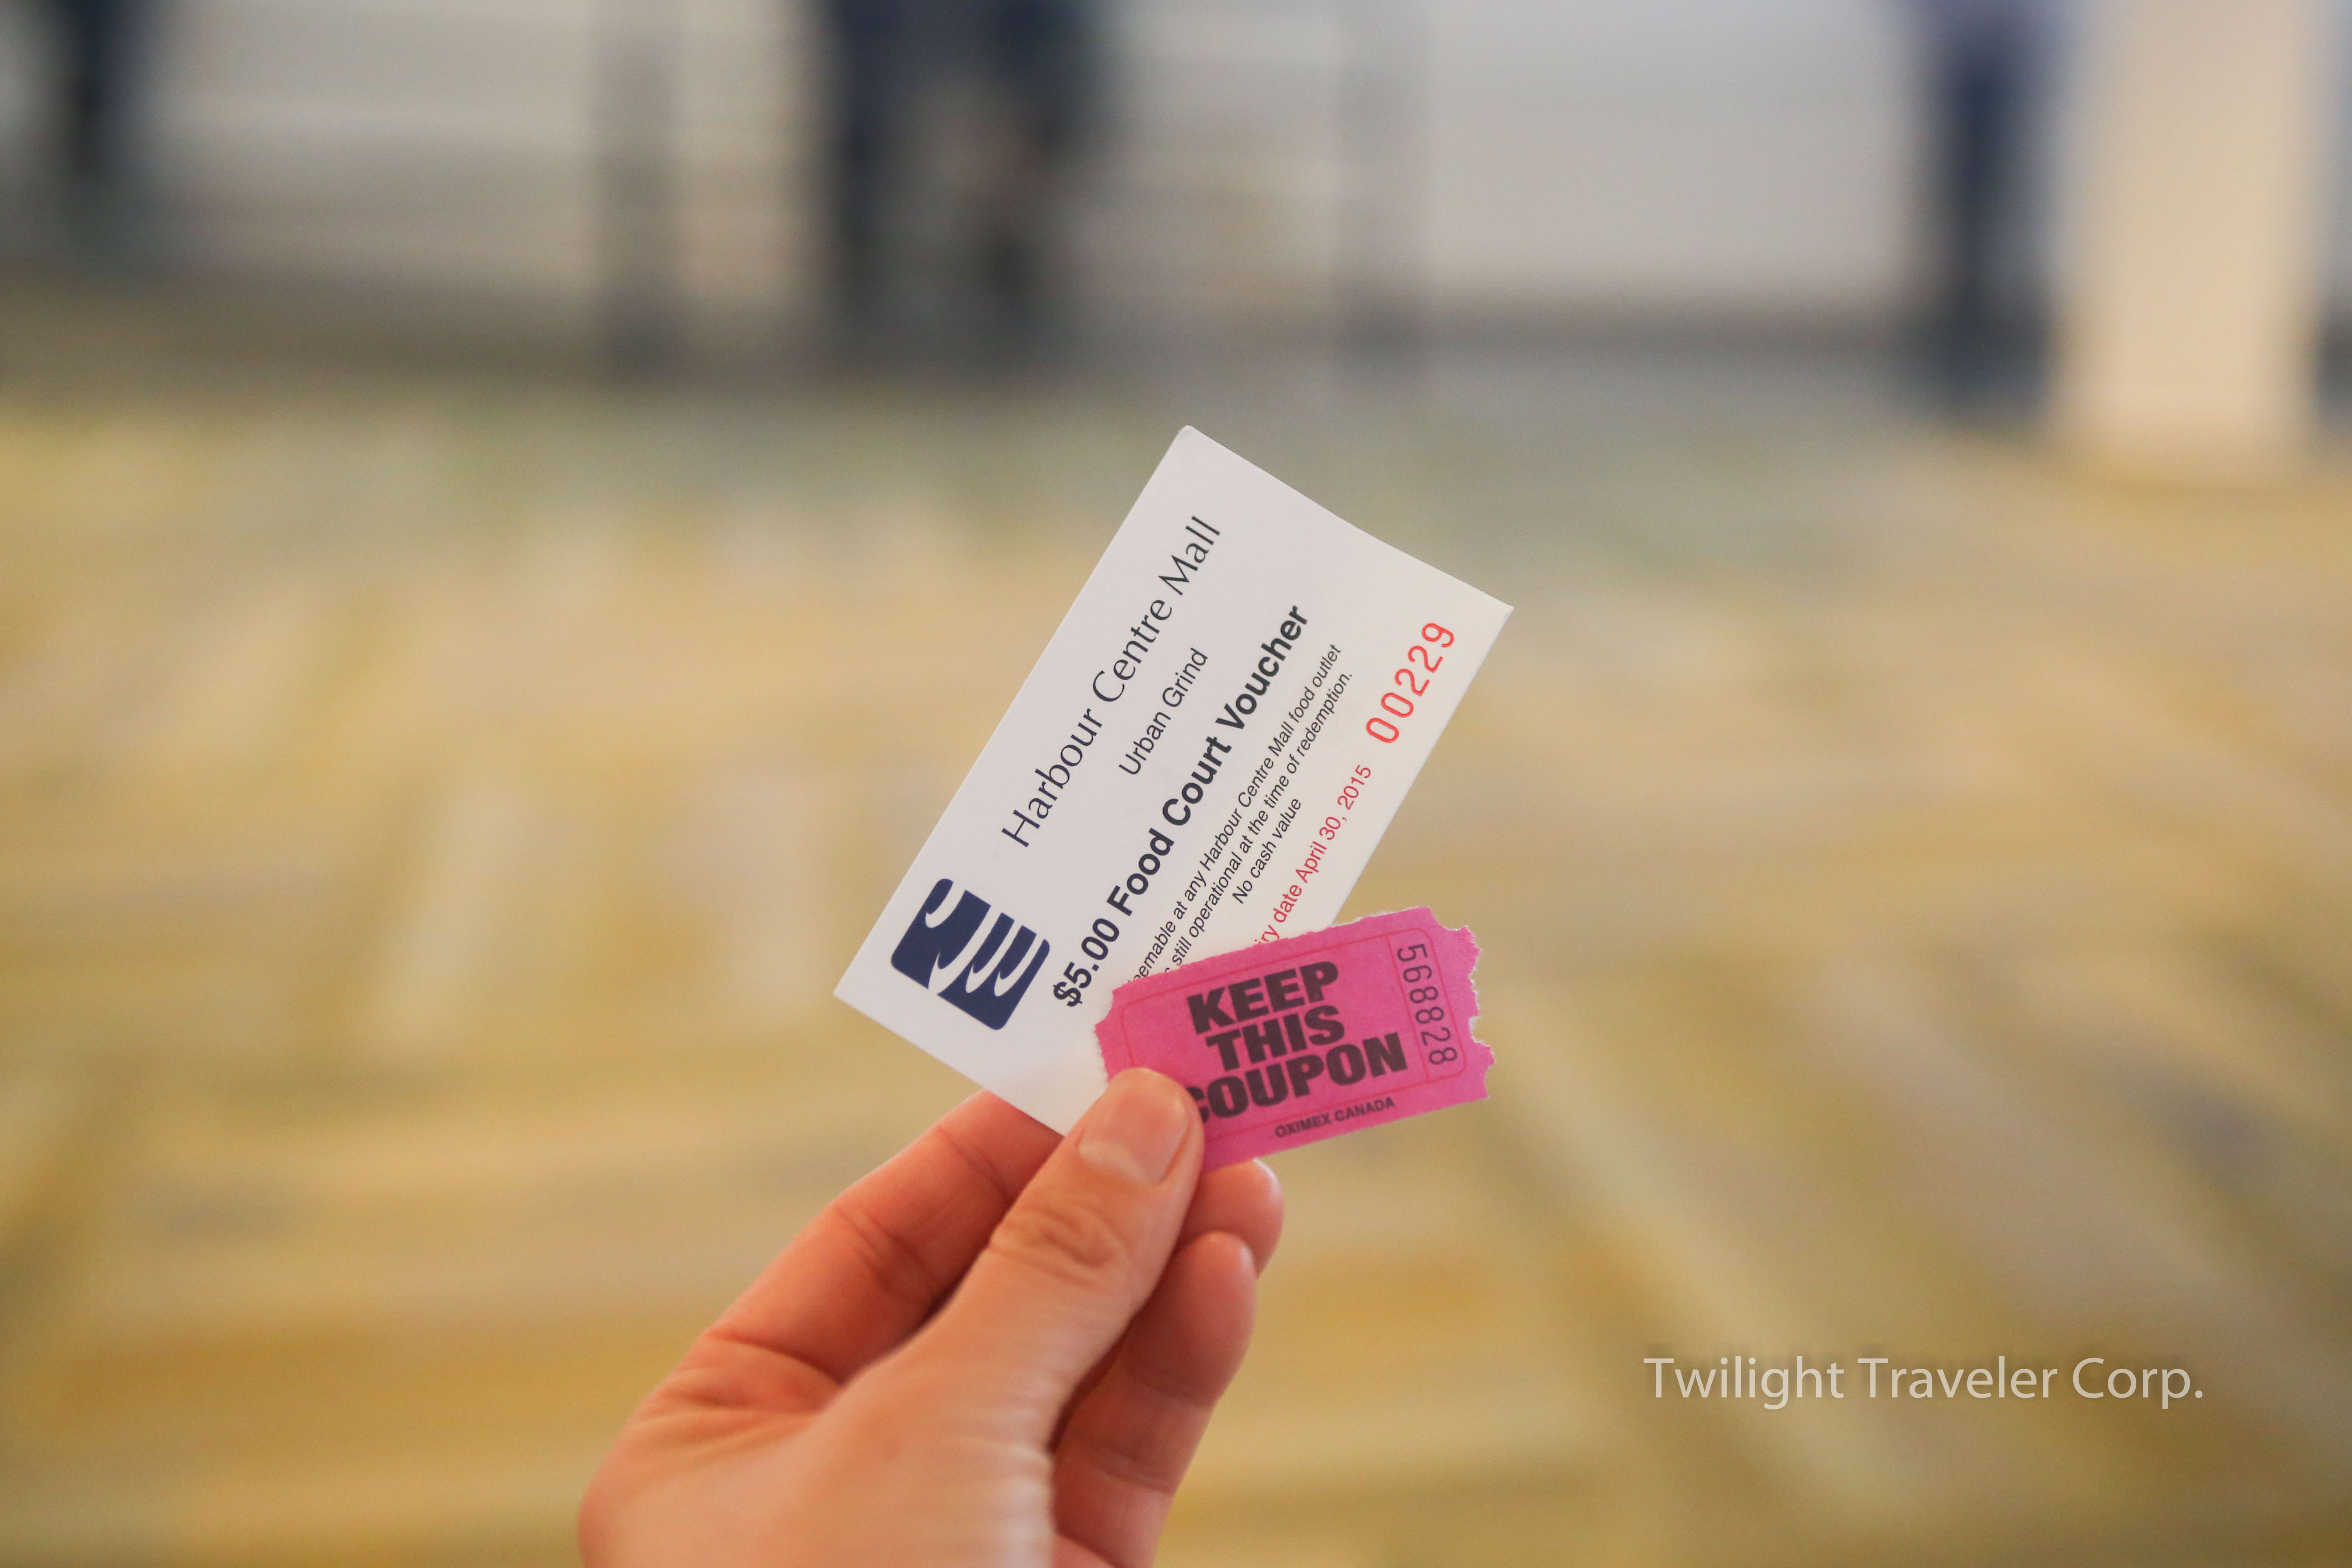 Harbour Centre Mall
Urban Grind
$5.00 Food Court Voucher
at any Harbour Centre Mall food outlet
still operational at the time of redemption.
No cash value
date April 30, 2015
00229
KEEP
THIS
COUPON
OXIMEX CANADA
568828
Twilight Traveler Corp.